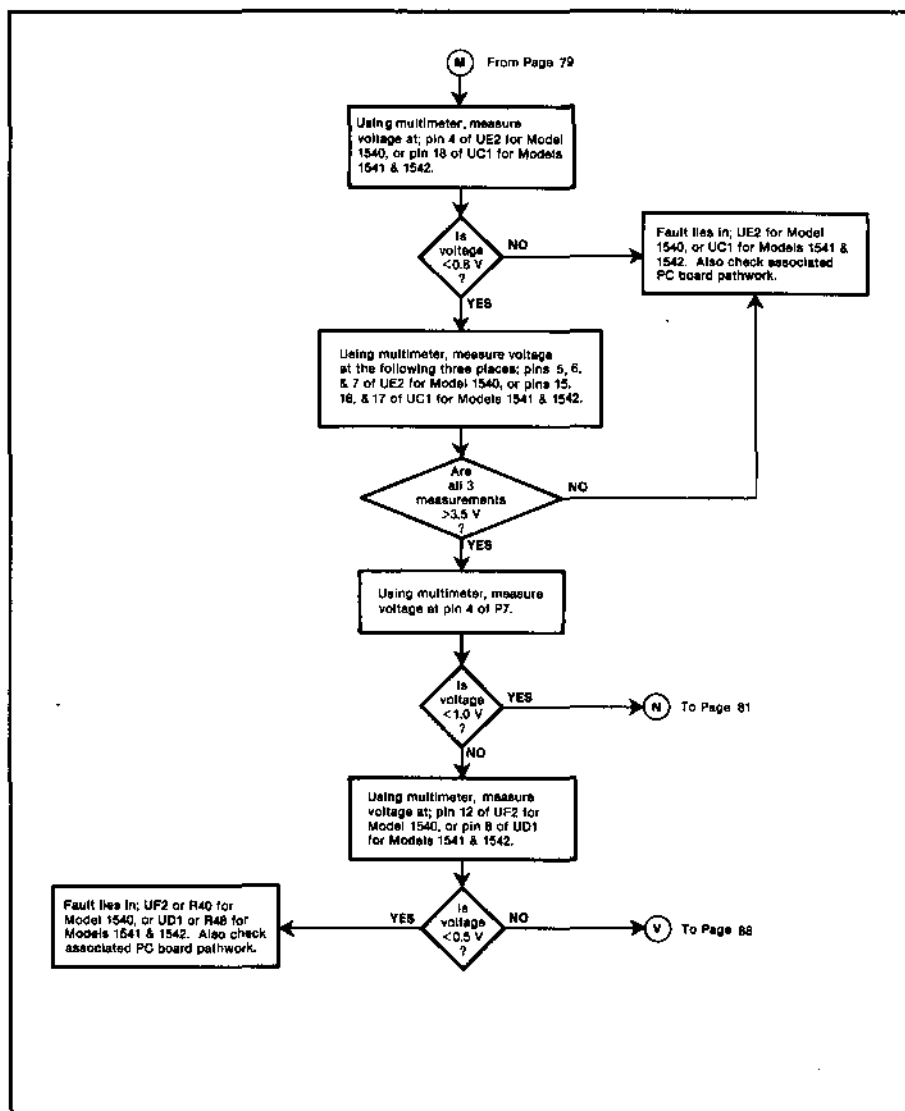 M From Page 79
Using multimeter, measure
voltage at; pin 4 of UE2 for Model
1540, or pin 18 of UC1 for Models
1541 & 1542.
Is
voltage
<0.8 V
?
NO
YES
Fault lies in; UE2 for Model
1540, or UC1 for Models 1541 &
1542. Also check associated
PC board pathwork.
Using multimeter, measure voltage
at the following three places; pins 5, 6,
& 7 of UE2 for Model 1540, or pins 15,
16, & 17 of UC1 for Models 1541 & 1542.
Are
all 3
measurements
>3.5 V
?
NO
YES
Using multimeter, measure
voltage at pin 4 of P7.
Is
voltage
<1.0 V
?
YES
N To Page 81
NO
Using multimeter, measure
voltage at; pin 12 of UF2 for
Model 1540, or pin 8 of UD1
for Models 1541 & 1542.
Is
voltage
<0.5 V
?
YES
NO
Fault lies in; UF2 or R40 for
Model 1540, or UD1 or R48 for
Models 1541 & 1542. Also check
associated PC board pathwork.
V To Page 88